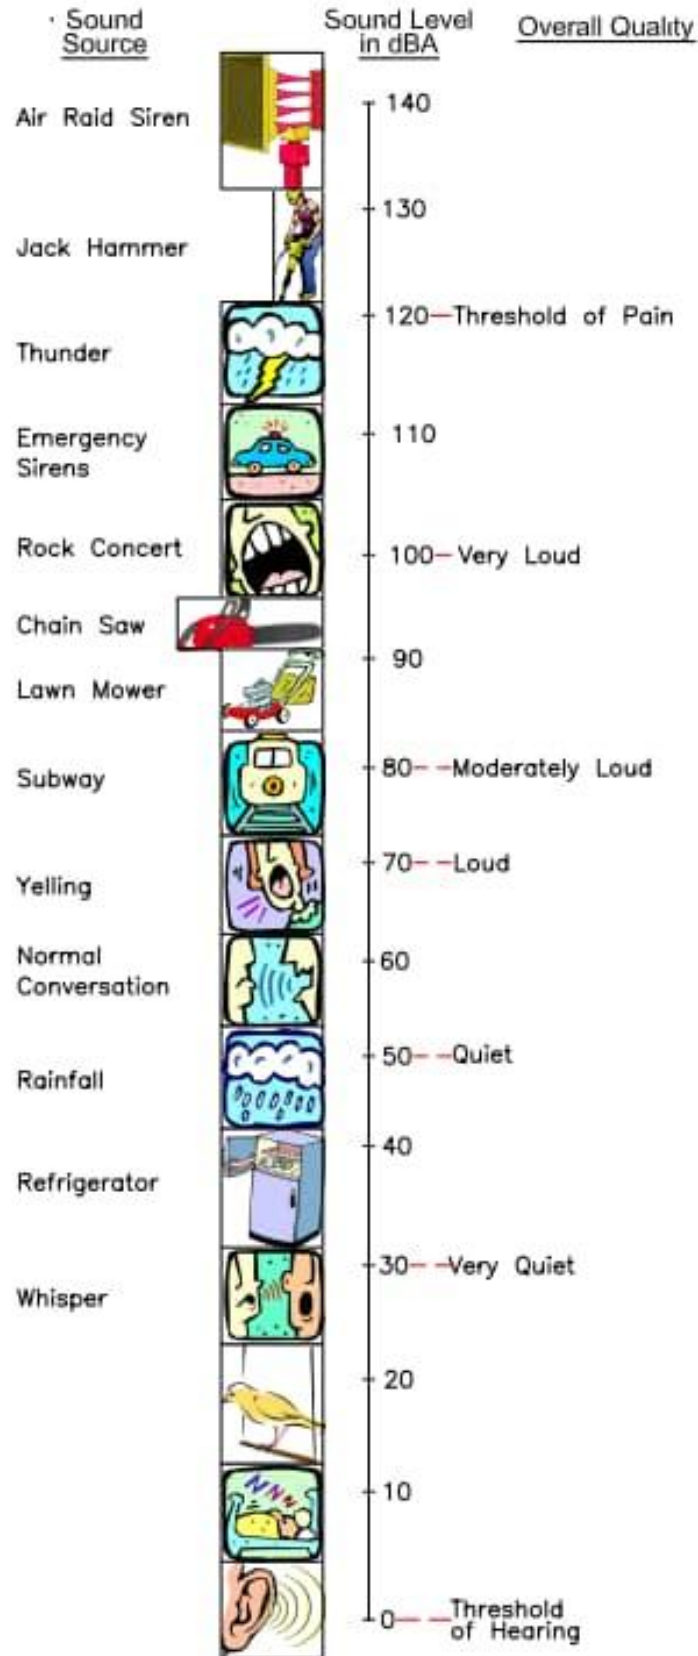 Sound
Source
Sound Level
in dBA
Overall Quality
Air Raid Siren
140
130
Jack Hammer
120
Threshold of Pain
Thunder
Emergency
Sirens
110
Rock Concert
100
Very Loud
Chain Saw
90
Lawn Mower
Subway
80
Moderately Loud
70
Loud
Yelling
Normal
Conversation
60
50
Quiet
Rainfall
40
Refrigerator
30
Very Quiet
Whisper
20
10
0
Threshold
of Hearing